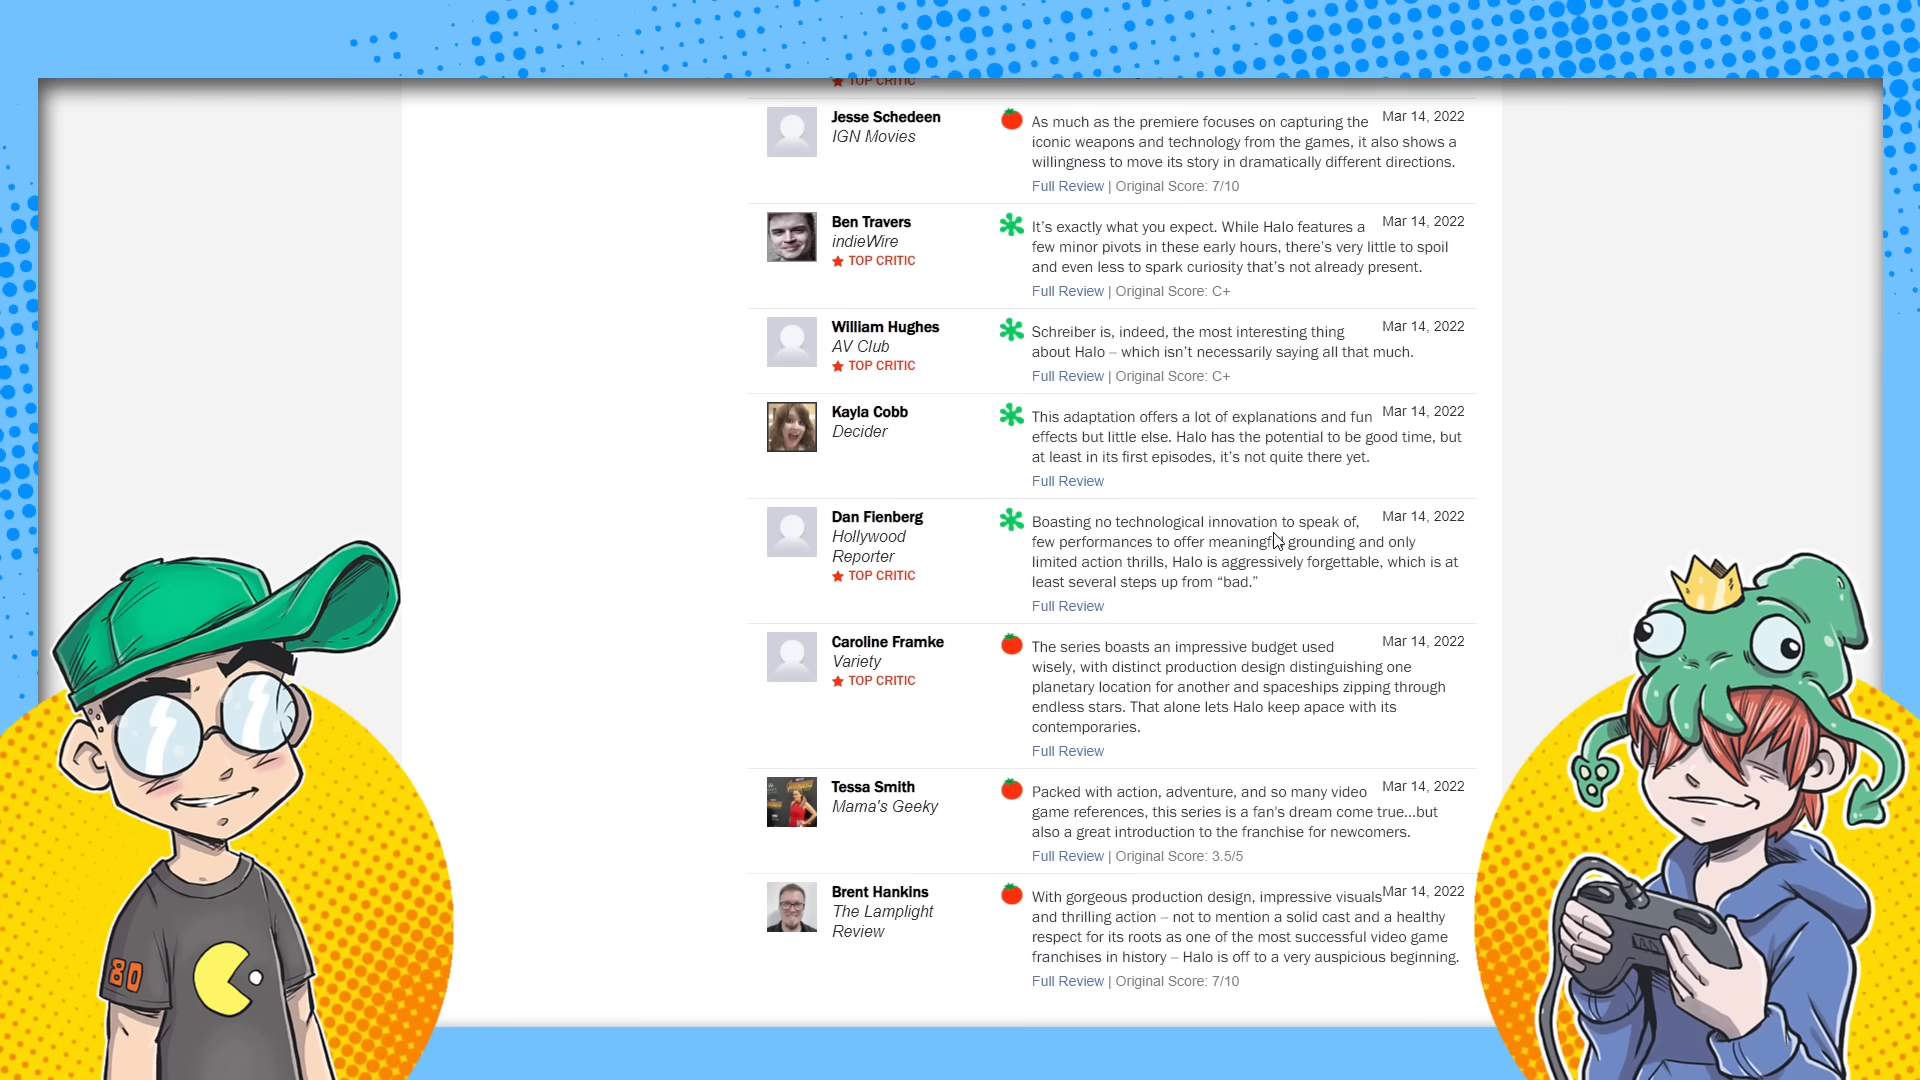 TOP CRITIC
Jesse Schedeen
IGN Movies
As much as the premiere focuses on capturing the
iconic weapons and technology from the games, it also shows a
willingness to move its story in dramatically different directions.
Full Review | Original Score: 7/10
Mar 14, 2022
Ben Travers
indieWire
TOP CRITIC
It's exactly what you expect. While Halo features a
few minor pivots in these early hours, there's very little to spoil
and even less to spark curiosity that's not already present.
Full Review | Original Score: C+
Mar 14, 2022
William Hughes
AV Club
TOP CRITIC
Schreiber is, indeed, the most interesting thing
about Halo – which isn't necessarily saying all that much.
Full Review | Original Score: C+
Mar 14, 2022
Kayla Cobb
Decider
This adaptation offers a lot of explanations and fun
effects but little else. Halo has the potential to be good time, but
at least in its first episodes, it's not quite there yet.
Full Review
Mar 14, 2022
Dan Fienberg
Hollywood
Reporter
TOP CRITIC
Boasting no technological innovation to speak of,
few performances to offer meaningful grounding and only
limited action thrills, Halo is aggressively forgettable, which is at
least several steps up from “bad.”
Full Review
Mar 14, 2022
Caroline Framke
Variety
TOP CRITIC
The series boasts an impressive budget used
wisely, with distinct production design distinguishing one
planetary location for another and spaceships zipping through
endless stars. That alone lets Halo keep apace with its
contemporaries.
Full Review
Mar 14, 2022
Tessa Smith
Mama's Geeky
Packed with action, adventure, and so many video
game references, this series is a fan's dream come true...but
also a great introduction to the franchise for newcomers.
Full Review | Original Score: 3.5/5
Mar 14, 2022
Brent Hankins
The Lamplight
Review
With gorgeous production design, impressive visuals
and thrilling action – not to mention a solid cast and a healthy
respect for its roots as one of the most successful video game
franchises in history – Halo is off to a very auspicious beginning.
Full Review | Original Score: 7/10
Mar 14, 2022
80